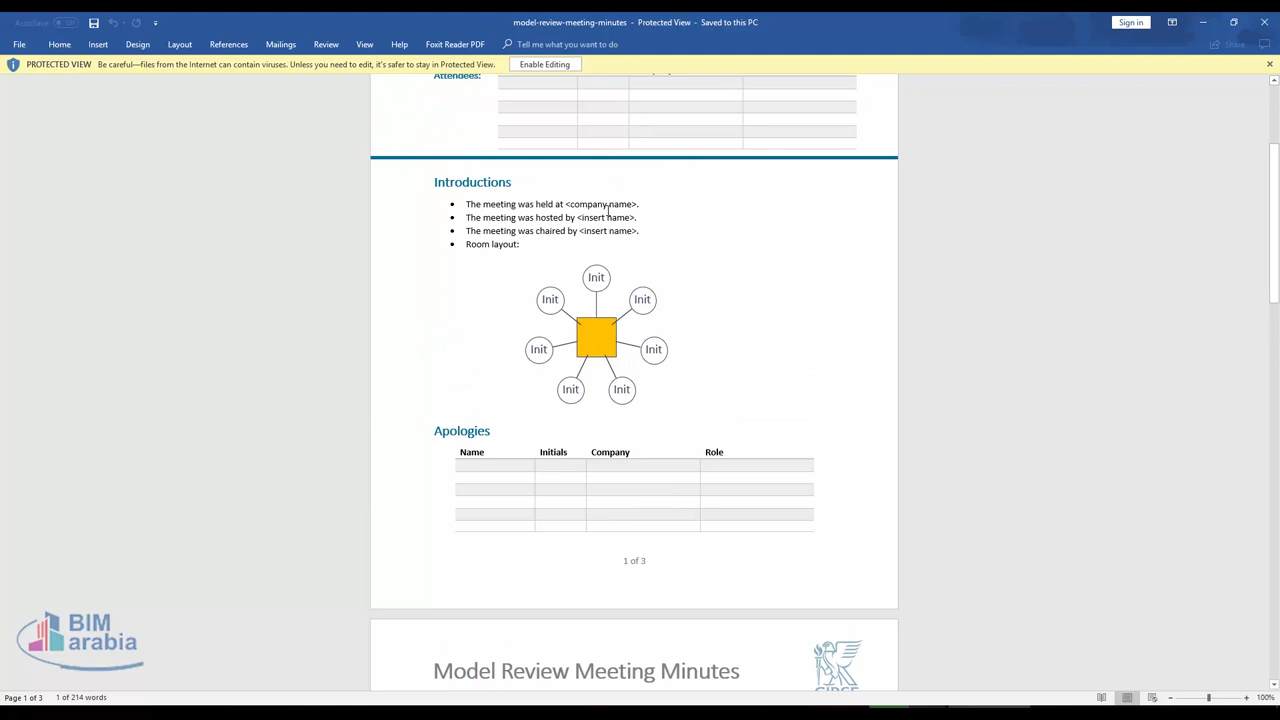 AutoSave Off
model-review-meeting-minutes - Protected View - Saved to this PC
Sign in
File Home Insert Design Layout References Mailings Review View Help Foxit Reader PDF Tell me what you want to do Share
PROTECTED VIEW Be careful—files from the Internet can contain viruses. Unless you need to edit, it's safer to stay in Protected View. Enable Editing
Attendees:
Introductions
• The meeting was held at <company name>.
• The meeting was hosted by <insert name>.
• The meeting was chaired by <insert name>.
• Room layout:
Init
Init Init
Init Init
Init Init
Apologies
Name Initials Company Role
1 of 3
BIM
arabia
Model Review Meeting Minutes
CIBSE
Page 1 of 3 1 of 214 words 100%